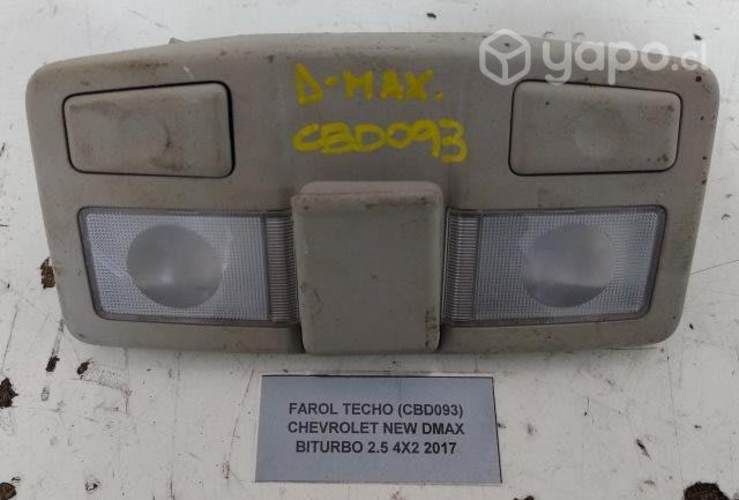 yapo.cl
D-MAX.
CBD093
FAROL TECHO (CBD093)
CHEVROLET NEW DMAX
BITURBO 2.5 4X2 2017